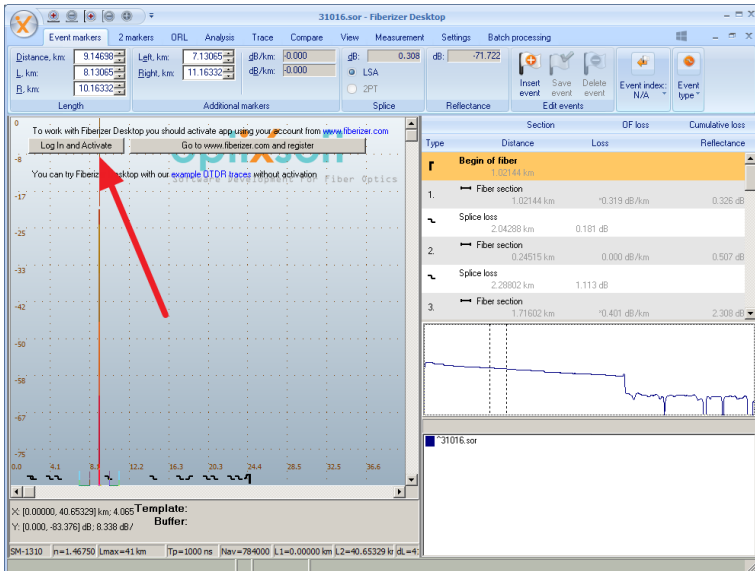 31016.sor - Fiberizer Desktop
Event markers 2 markers ORL Analysis Trace Compare View Measurement Settings Batch processing
Distance, km: 9.14698 Left, km: 7.13065 dB/km: -0.000 dB: 0.308 dB: -71.722
L, km: 8.13065 Right, km: 11.16332 dB/km: -0.000 LSA
R, km: 10.16332 2PT
Insert event Save event Delete event Event index: N/A Event type
Length Additional markers Splice Reflectance Edit events
To work with Fiberizer Desktop you should activate app using your account from www.fiberizer.com
Log In and Activate Go to www.fiberizer.com and register
optiXsoft
Software Development for Fiber Optics
You can try Fiberizer Desktop with our example OTDR traces without activation
0
-8
-17
-25
-33
-42
-50
-58
-67
-75
0.0 4.1 8.1 12.2 16.3 20.3 24.4 28.5 32.5 36.6
Section OF loss Cumulative loss
Type Distance Loss Reflectance
Begin of fiber
1.02144 km
1. Fiber section
1.02144 km °0.319 dB/km 0.326 dB
Splice loss
2.04288 km 0.181 dB
2. Fiber section
0.24515 km 0.000 dB/km 0.507 dB
Splice loss
2.28802 km 1.113 dB
3. Fiber section
1.71602 km °0.401 dB/km 2.308 dB
^31016.sor
X: [0.00000, 40.65329] km; 4.065 Template:
Y: [0.000, -83.376] dB; 8.338 dB/ Buffer:
SM-1310 n=1.46750 Lmax=41 km Tp=1000 ns Nav=784000 L1=0.00000 km L2=40.65329 kr dL=4